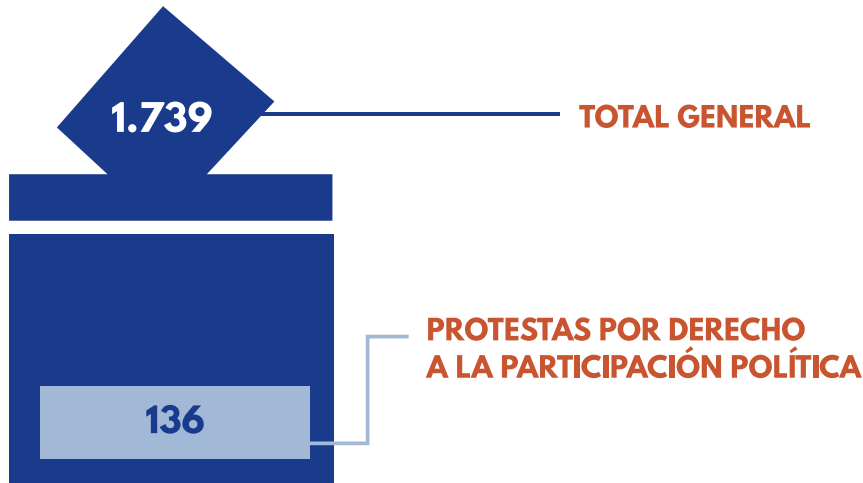 1.739
TOTAL GENERAL
PROTESTAS POR DERECHO
A LA PARTICIPACIÓN POLÍTICA
136